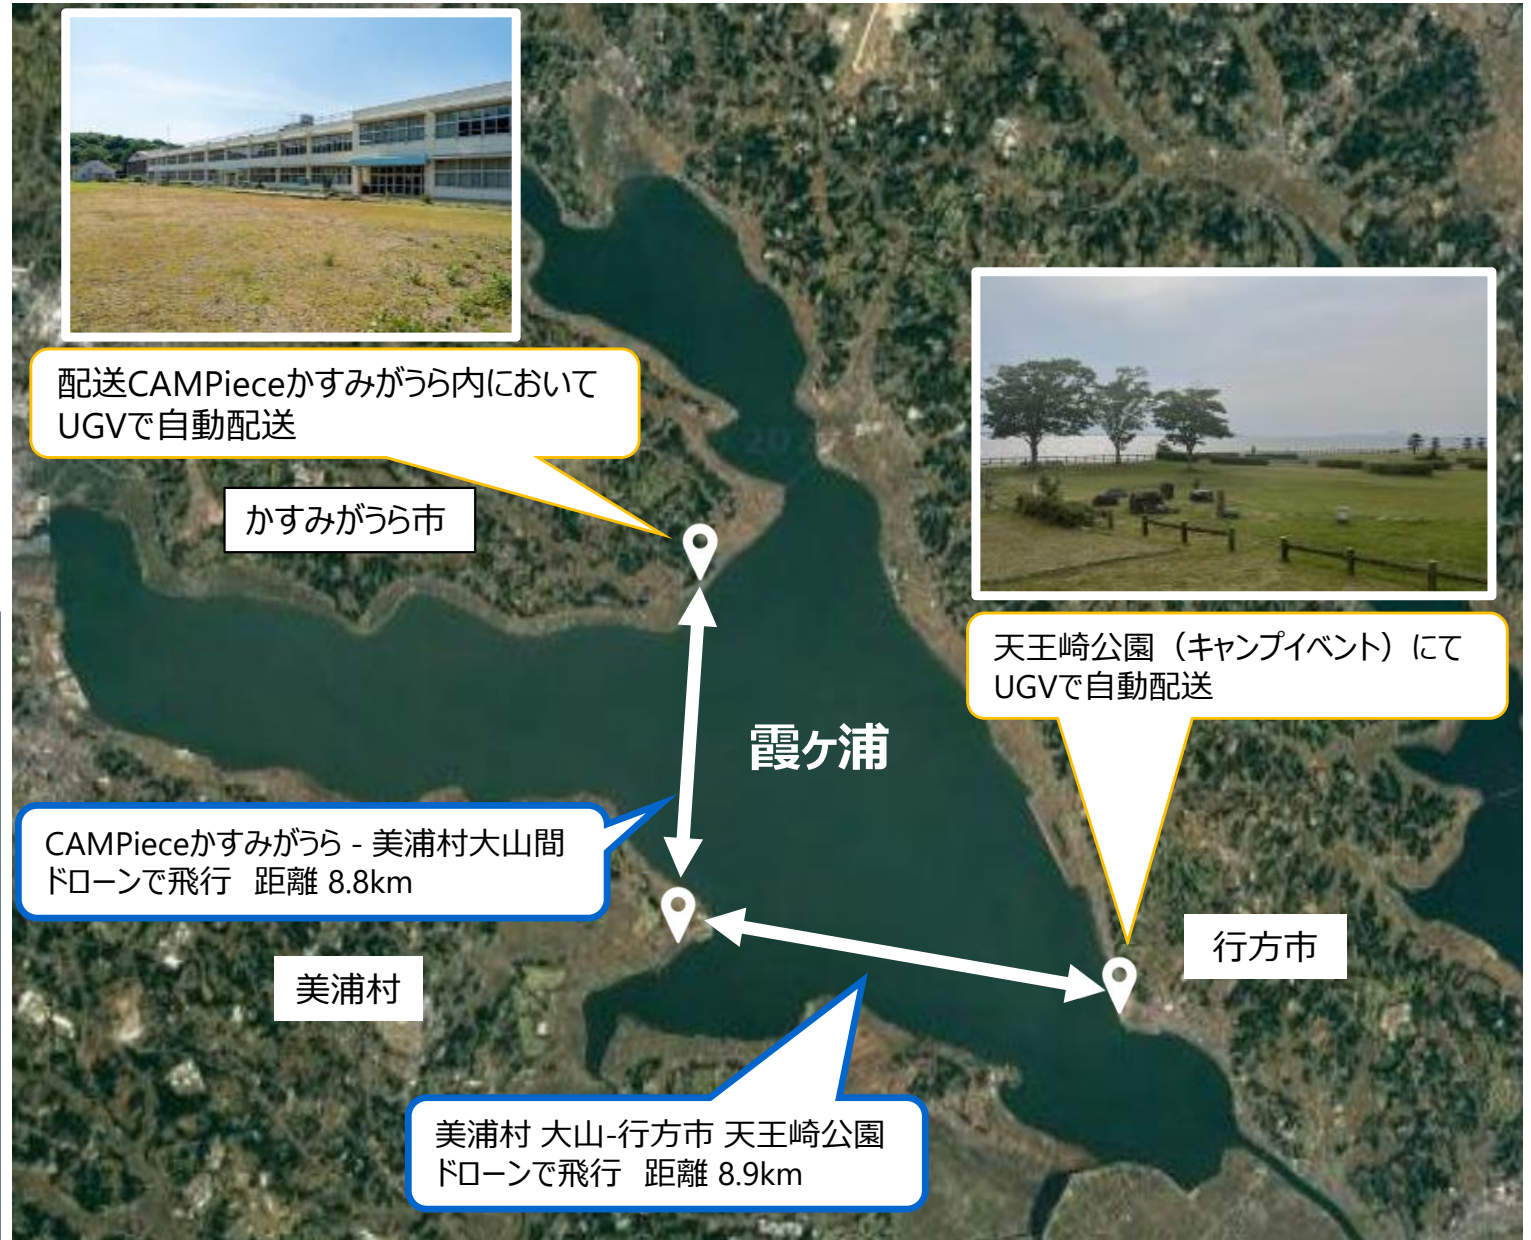 配送CAMPieceかすみがうら内において
UGVで自動配送
かすみがうら市
天王崎公園（キャンプイベント）にて
UGVで自動配送
霞ヶ浦
CAMPieceかすみがうら - 美浦村大山間
ドローンで飛行　距離 8.8km
行方市
美浦村
美浦村 大山-行方市 天王崎公園
ドローンで飛行　距離 8.9km